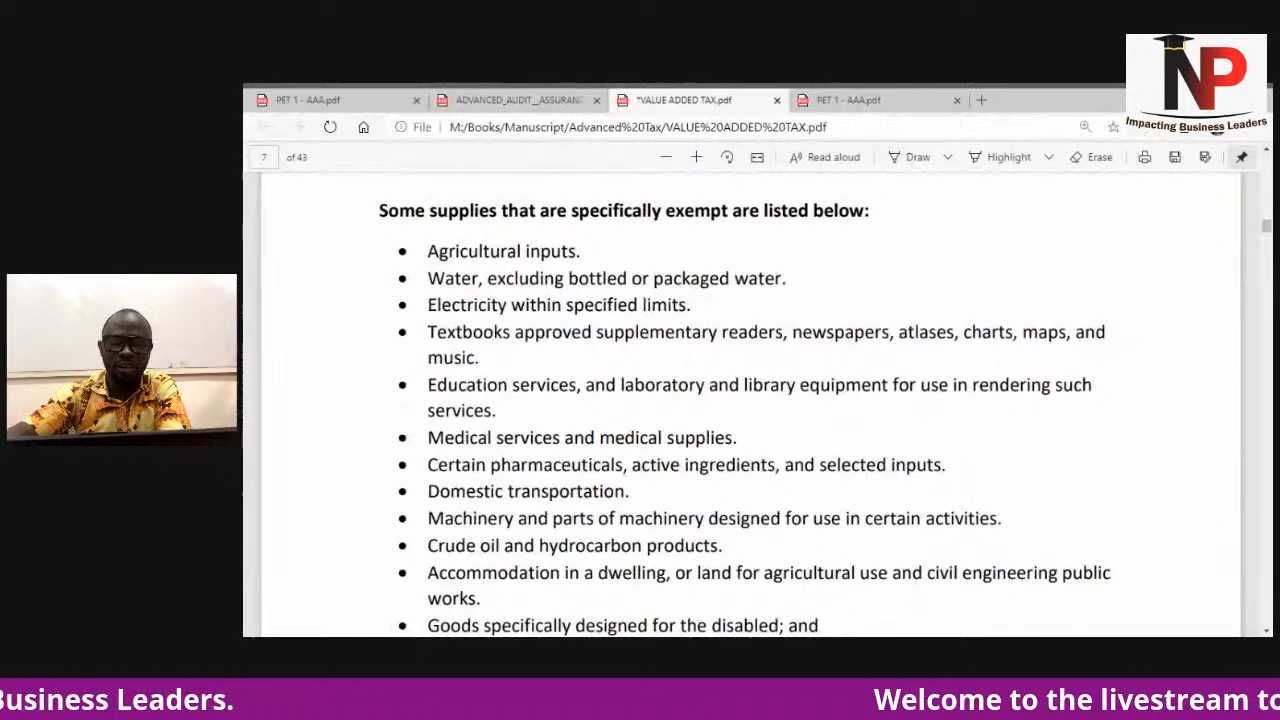 NP
Impacting Business Leaders
PET 1 - AAA.pdf
ADVANCED_AUDIT__ASSURAN
*VALUE ADDED TAX.pdf
PET 1 - AAA.pdf
File M:/Books/Manuscript/Advanced%20Tax/VALUE%20ADDED%20TAX.pdf
7 of 43
Read aloud
Draw
Highlight
Erase
Some supplies that are specifically exempt are listed below:
• Agricultural inputs.
• Water, excluding bottled or packaged water.
• Electricity within specified limits.
• Textbooks approved supplementary readers, newspapers, atlases, charts, maps, and
music.
• Education services, and laboratory and library equipment for use in rendering such
services.
• Medical services and medical supplies.
• Certain pharmaceuticals, active ingredients, and selected inputs.
• Domestic transportation.
• Machinery and parts of machinery designed for use in certain activities.
• Crude oil and hydrocarbon products.
• Accommodation in a dwelling, or land for agricultural use and civil engineering public
works.
• Goods specifically designed for the disabled; and
Business Leaders.
Welcome to the livestream to